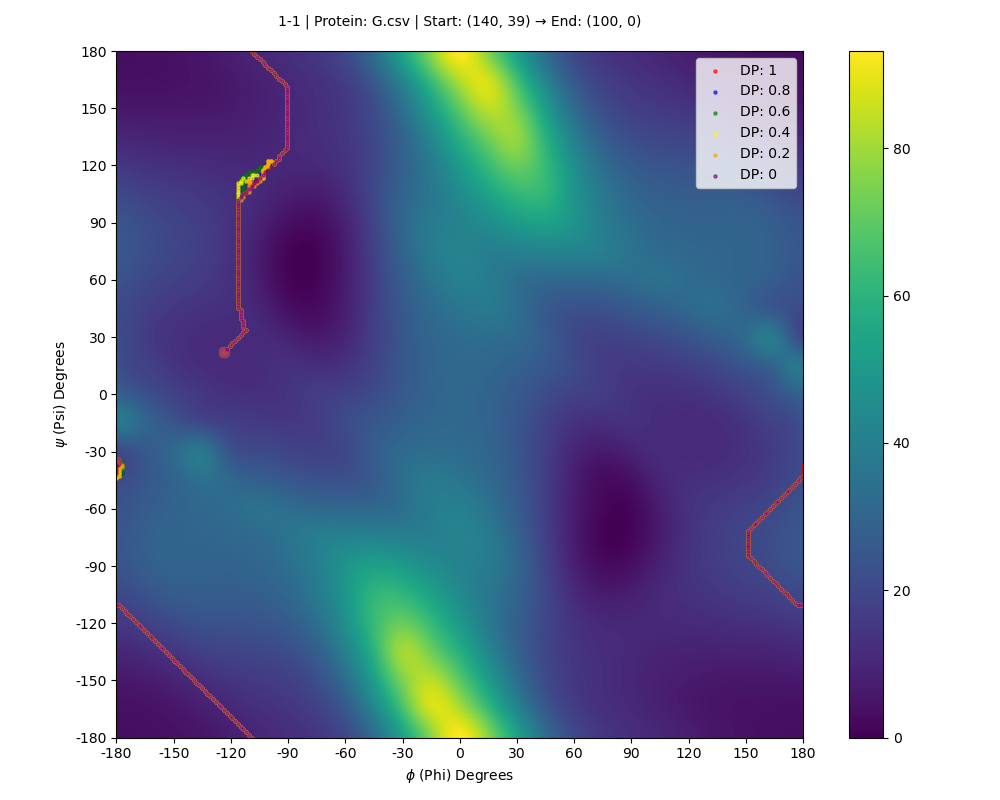 1-1 | Protein: G.csv | Start: (140, 39) → End: (100, 0)
DP: 1
DP: 0.8
DP: 0.6
DP: 0.4
DP: 0.2
DP: 0
180
150
120
90
60
30
0
-30
-60
-90
-120
-150
-180
ψ (Psi) Degrees
-180 -150 -120 -90 -60 -30 0 30 60 90 120 150 180
ϕ (Phi) Degrees
80
60
40
20
0